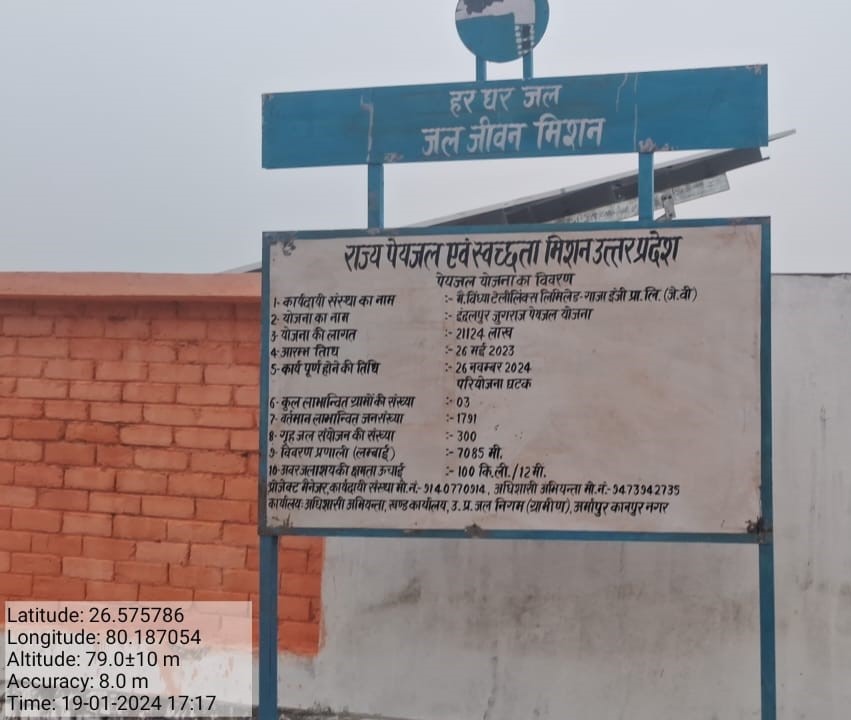 हर घर जल
जल जीवन मिशन
राज्य पेयजल एवं स्वच्छता मिशन उत्तर प्रदेश
पेयजल योजना का विवरण
1- कार्यदायी संस्था का नाम :- मै. विंध्या टेलीलिंक्स लिमिलेड- गाजा इंजी प्रा. लि. (जे.वी)
2- योजना का नाम :- इंदलपुर जुगराज पेयजल योजना
3- योजना की लागत :- 211.24 लाख
4- आरम्भ तिथि :- 26 मई 2023
5- कार्य पूर्ण होने की तिथि :- 26 नवम्बर 2024
परियोजना घटक
6- कुल लाभान्वित ग्रामों की संख्या :- 03
7- वर्तमान लाभान्वित जनसंख्या :- 1791
8- गृह जल संयोजन की संख्या :- 300
9- विवरण प्रणाली (लम्बाई) :- 7085 मी.
10- अवरजलाशय की क्षमता ऊचाई :- 100 कि.ली./12 मी.
प्रोजेक्ट मैनेजर, कार्यदायी संस्था मो.नं.- 9140770914, अधिशासी अभियन्ता मो.नं.- 9473942735
कार्यालय- अधिशासी अभियन्ता, खण्ड कार्यालय, उ. प्र. जल निगम (ग्रामीण), अर्मापुर कानपुर नगर
Latitude: 26.575786
Longitude: 80.187054
Altitude: 79.0±10 m
Accuracy: 8.0 m
Time: 19-01-2024 17:17